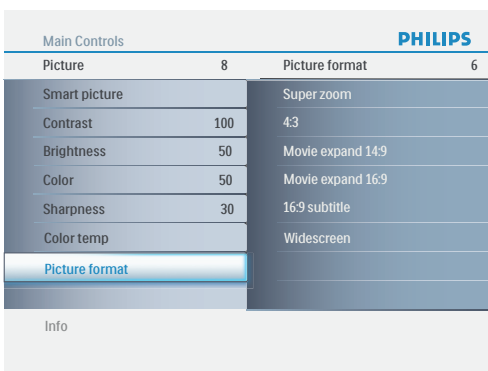 Main Controls PHILIPS
Picture 8 Picture format 6
Smart picture Super zoom
Contrast 100 4:3
Brightness 50 Movie expand 14:9
Color 50 Movie expand 16:9
Sharpness 30 16:9 subtitle
Color temp Widescreen
Picture format
Info